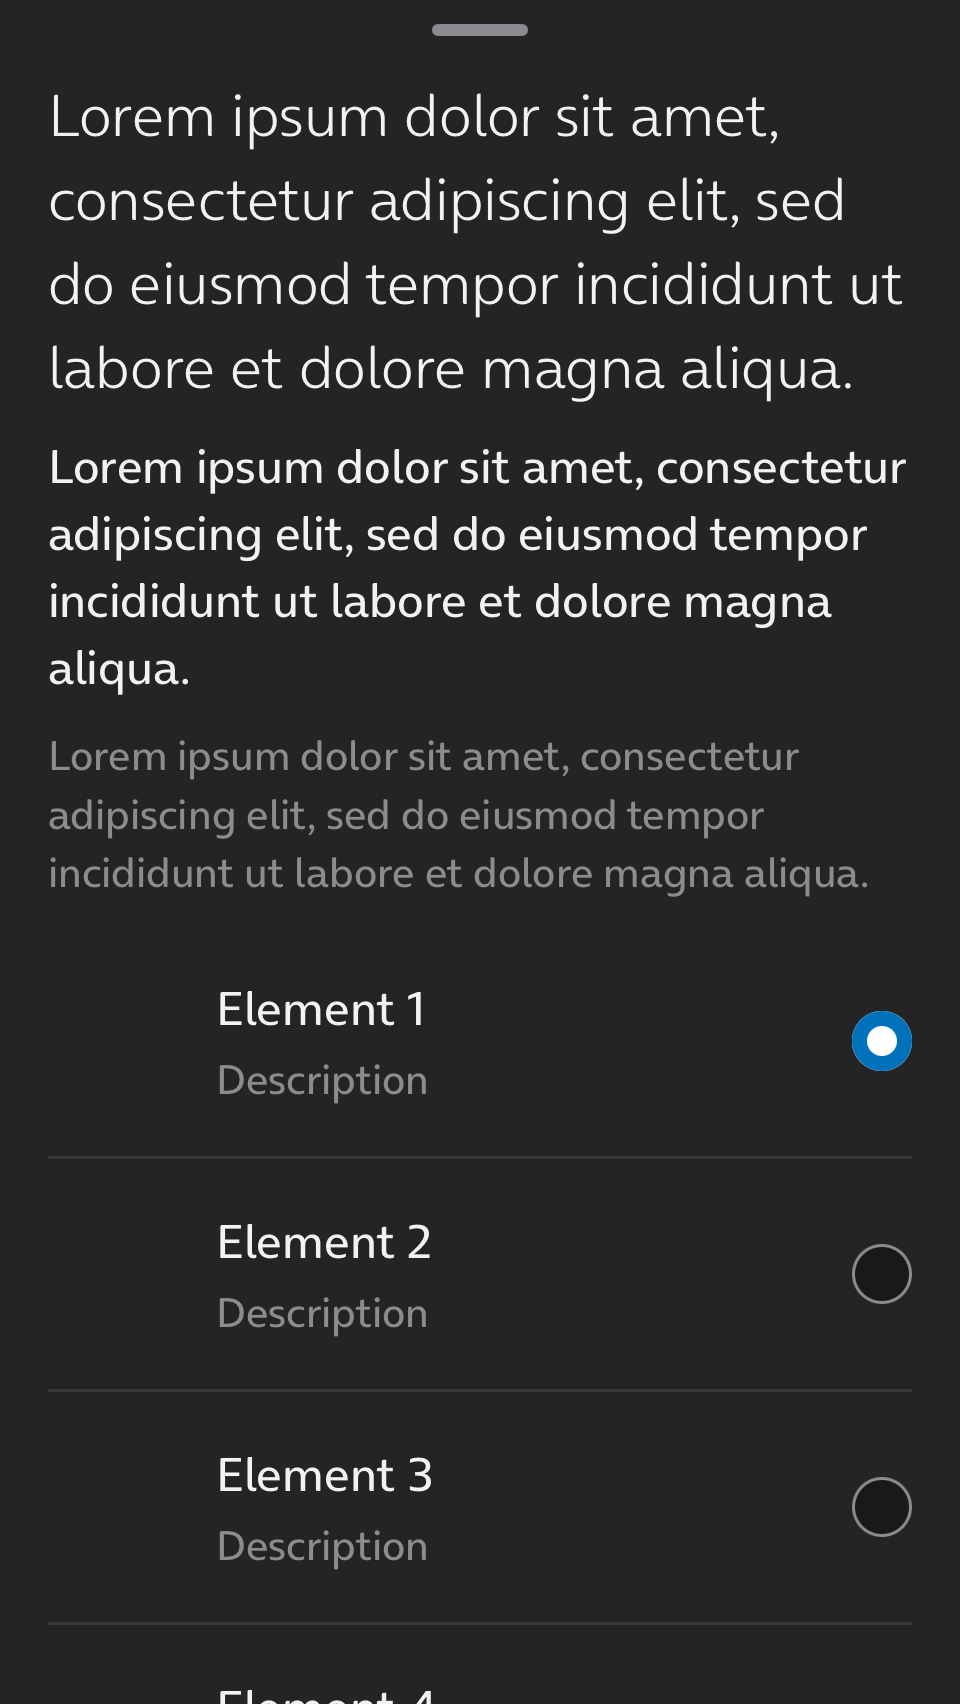 Lorem ipsum dolor sit amet,
consectetur adipiscing elit, sed
do eiusmod tempor incididunt ut
labore et dolore magna aliqua.
Lorem ipsum dolor sit amet, consectetur
adipiscing elit, sed do eiusmod tempor
incididunt ut labore et dolore magna
aliqua.
Lorem ipsum dolor sit amet, consectetur
adipiscing elit, sed do eiusmod tempor
incididunt ut labore et dolore magna aliqua.
Element 1
Description
Element 2
Description
Element 3
Description
Element 4